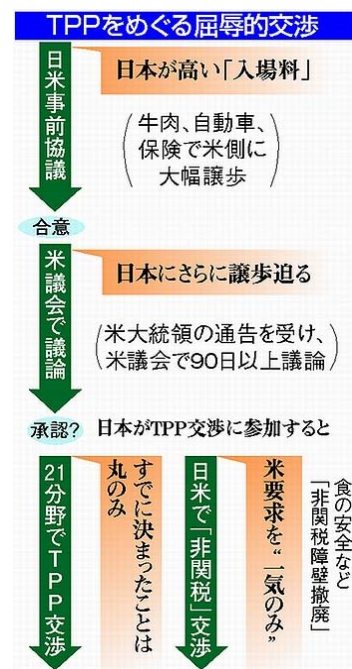 TPPをめぐる屈辱的交渉
日米事前協議
日本が高い「入場料」
(牛肉、自動車、
保険で米側に
大幅譲歩)
合意
米議会で議論
日本にさらに譲歩迫る
(米大統領の通告を受け、
米議会で90日以上議論)
承認?
日本がTPP交渉に参加すると
21分野でTPP交渉
すでに決まったことは
丸のみ
日米で「非関税」交渉
米要求を“一気のみ”
食の安全など
「非関税障壁撤廃」